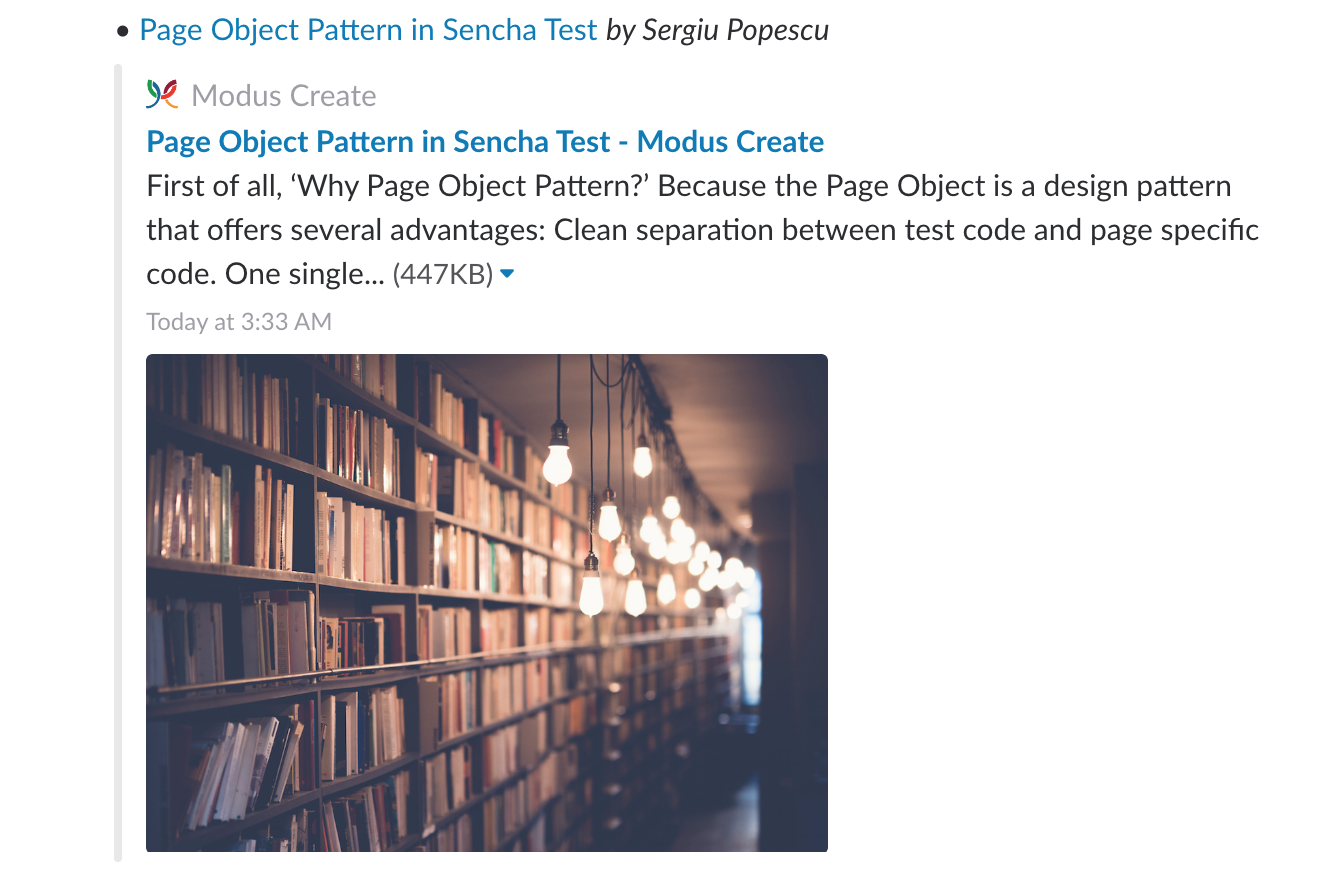 • Page Object Pattern in Sencha Test by Sergiu Popescu
Modus Create
Page Object Pattern in Sencha Test - Modus Create
First of all, ‘Why Page Object Pattern?’ Because the Page Object is a design pattern
that offers several advantages: Clean separation between test code and page specific
code. One single... (447KB)
Today at 3:33 AM